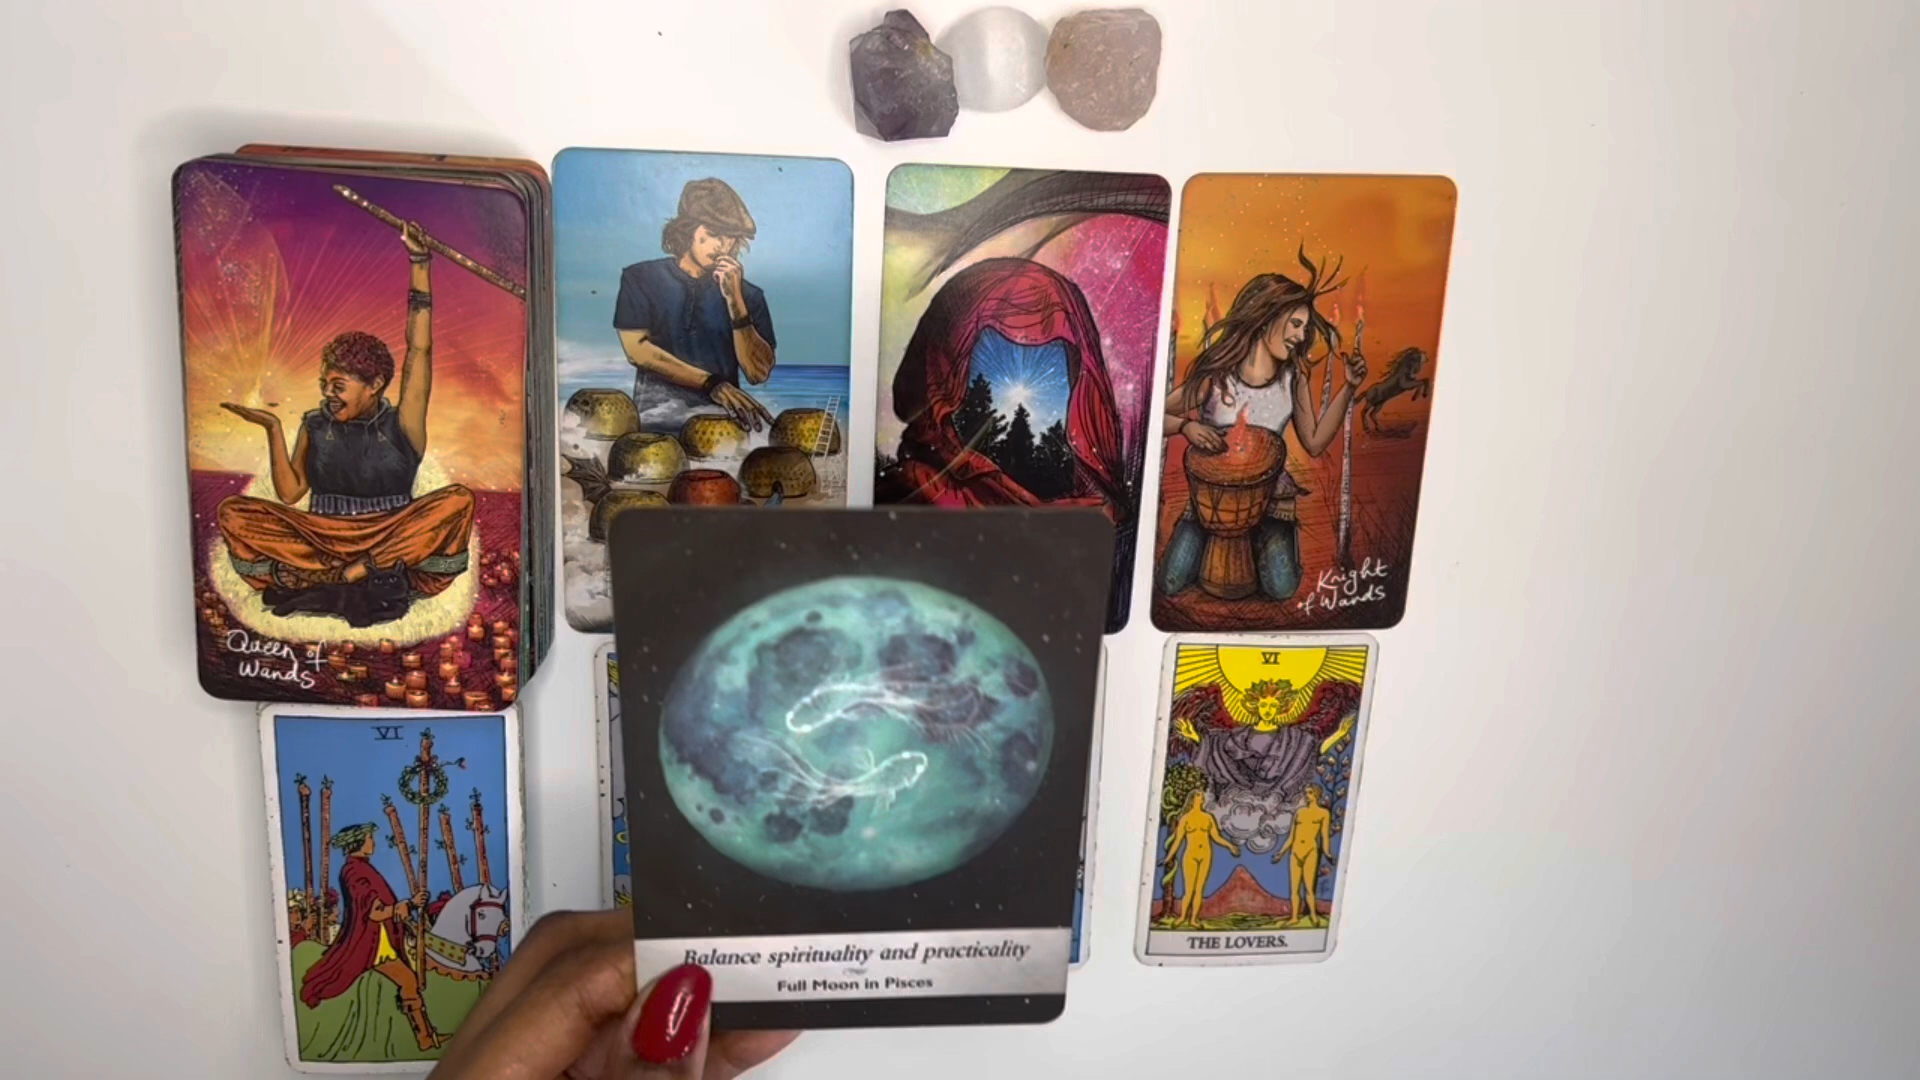 Queen of
Wands
Knight
of Wands
VI
VI
THE LOVERS.
Balance spirituality and practicality
Full Moon in Pisces